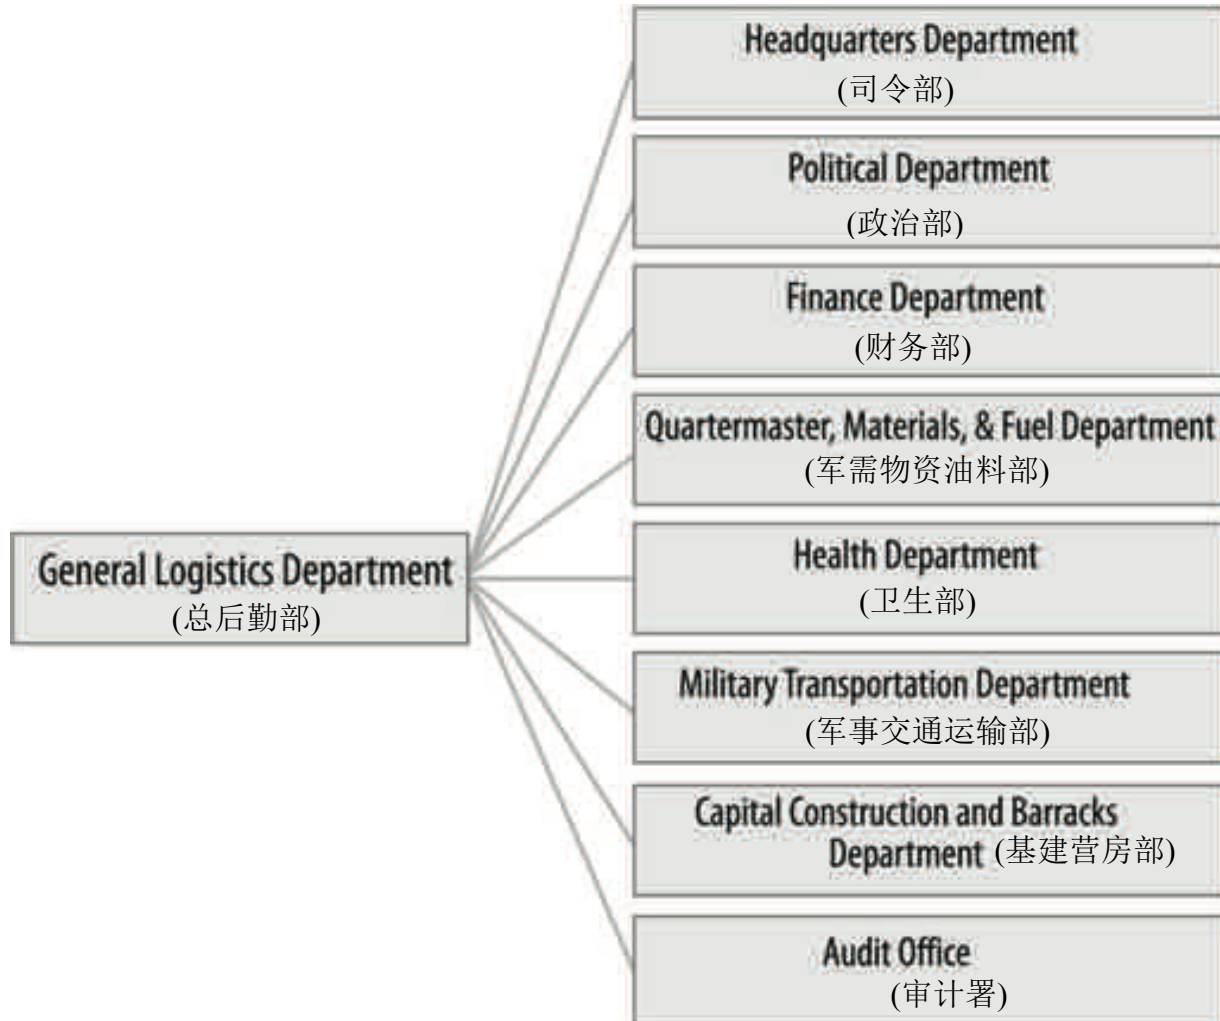 Headquarters Department
(司令部)
Political Department
(政治部)
Finance Department
(财务部)
Quartermaster, Materials, & Fuel Department
(军需物资油料部)
General Logistics Department
(总后勤部)
Health Department
(卫生部)
Military Transportation Department
(军事交通运输部)
Capital Construction and Barracks
Department (基建营房部)
Audit Office
(审计署)